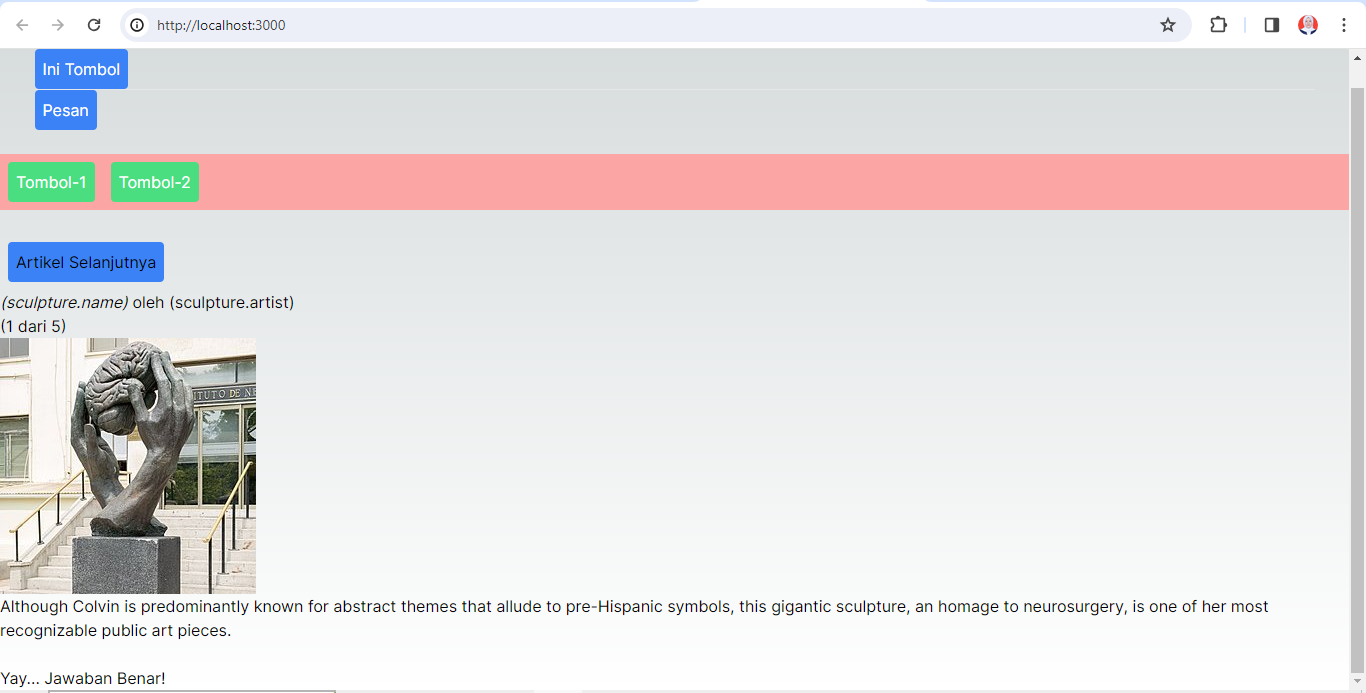 http://localhost:3000
Ini Tombol
Pesan
Tombol-1 Tombol-2
Artikel Selanjutnya
(sculpture.name) oleh (sculpture.artist)
(1 dari 5)
TUTO DE NE
Although Colvin is predominantly known for abstract themes that allude to pre-Hispanic symbols, this gigantic sculpture, an homage to neurosurgery, is one of her most
recognizable public art pieces.
Yay... Jawaban Benar!